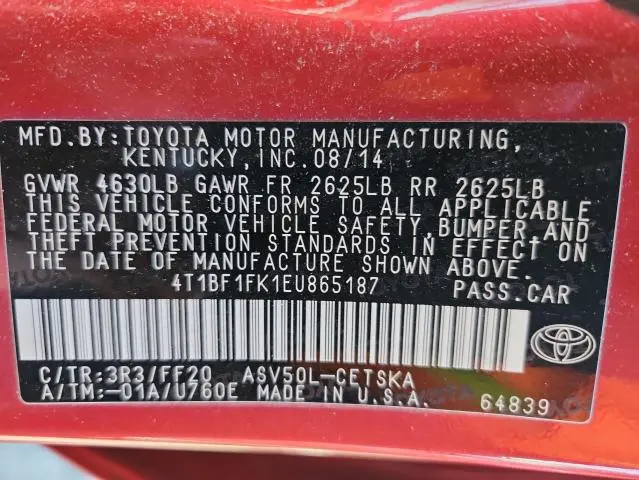 MFD.BY:TOYOTA MOTOR MANUFACTURING,
KENTUCKY, INC. 08/14
GVWR 4630LB GAWR FR 2625LB RR 2625LB
THIS VEHICLE CONFORMS TO ALL APPLICABLE
FEDERAL MOTOR VEHICLE SAFETY, BUMPER AND
THEFT PREVENTION STANDARDS IN EFFECT ON
THE DATE OF MANUFACTURE SHOWN ABOVE.
4T1BF1FK1EU865187 PASS.CAR
C/TR:3R3/FF20 ASV50L-CETSKA
A/TM:-01A/U760E MADE IN U.S.A. 64839